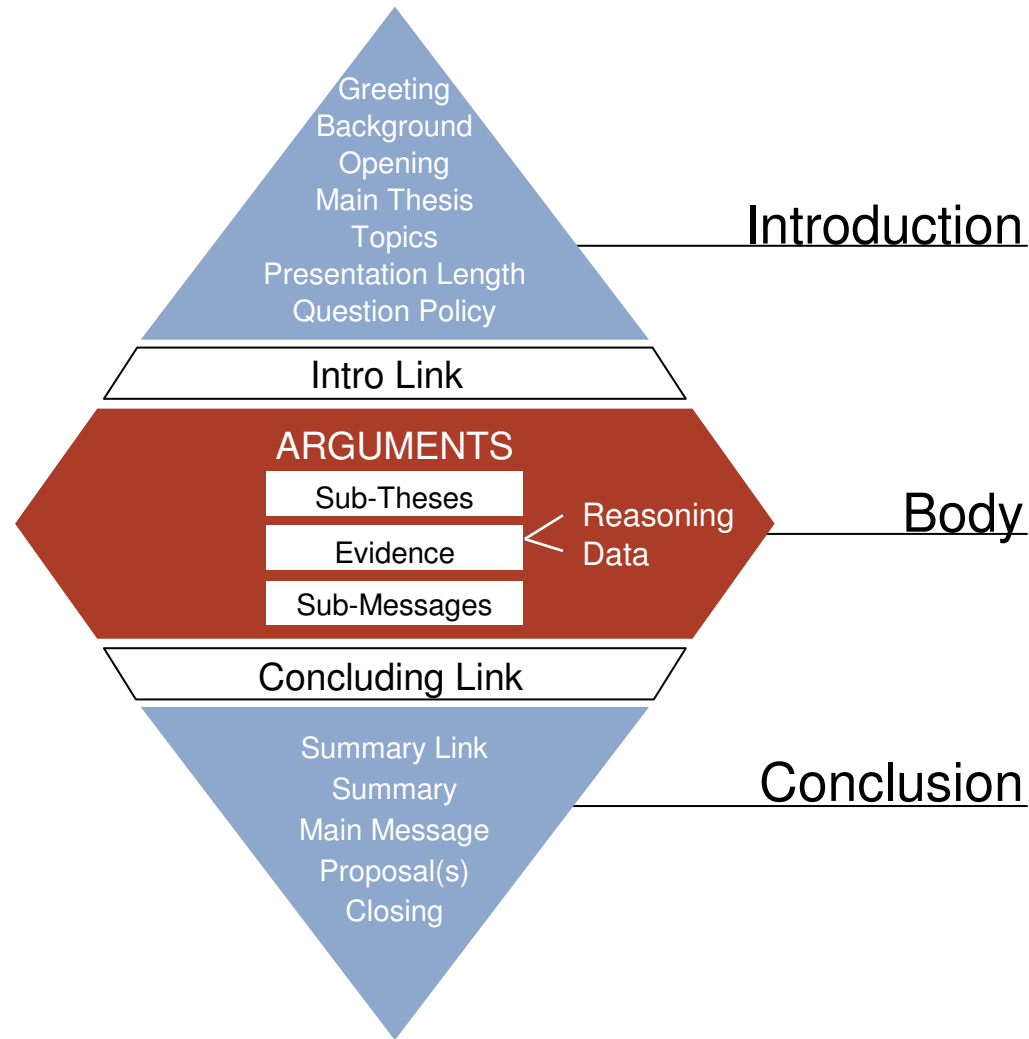 Greeting
Background
Opening
Main Thesis
Topics
Presentation Length
Question Policy
Introduction
Intro Link
ARGUMENTS
Sub-Theses
Evidence
Sub-Messages
Reasoning
Data
Body
Concluding Link
Summary Link
Summary
Main Message
Proposal(s)
Closing
Conclusion